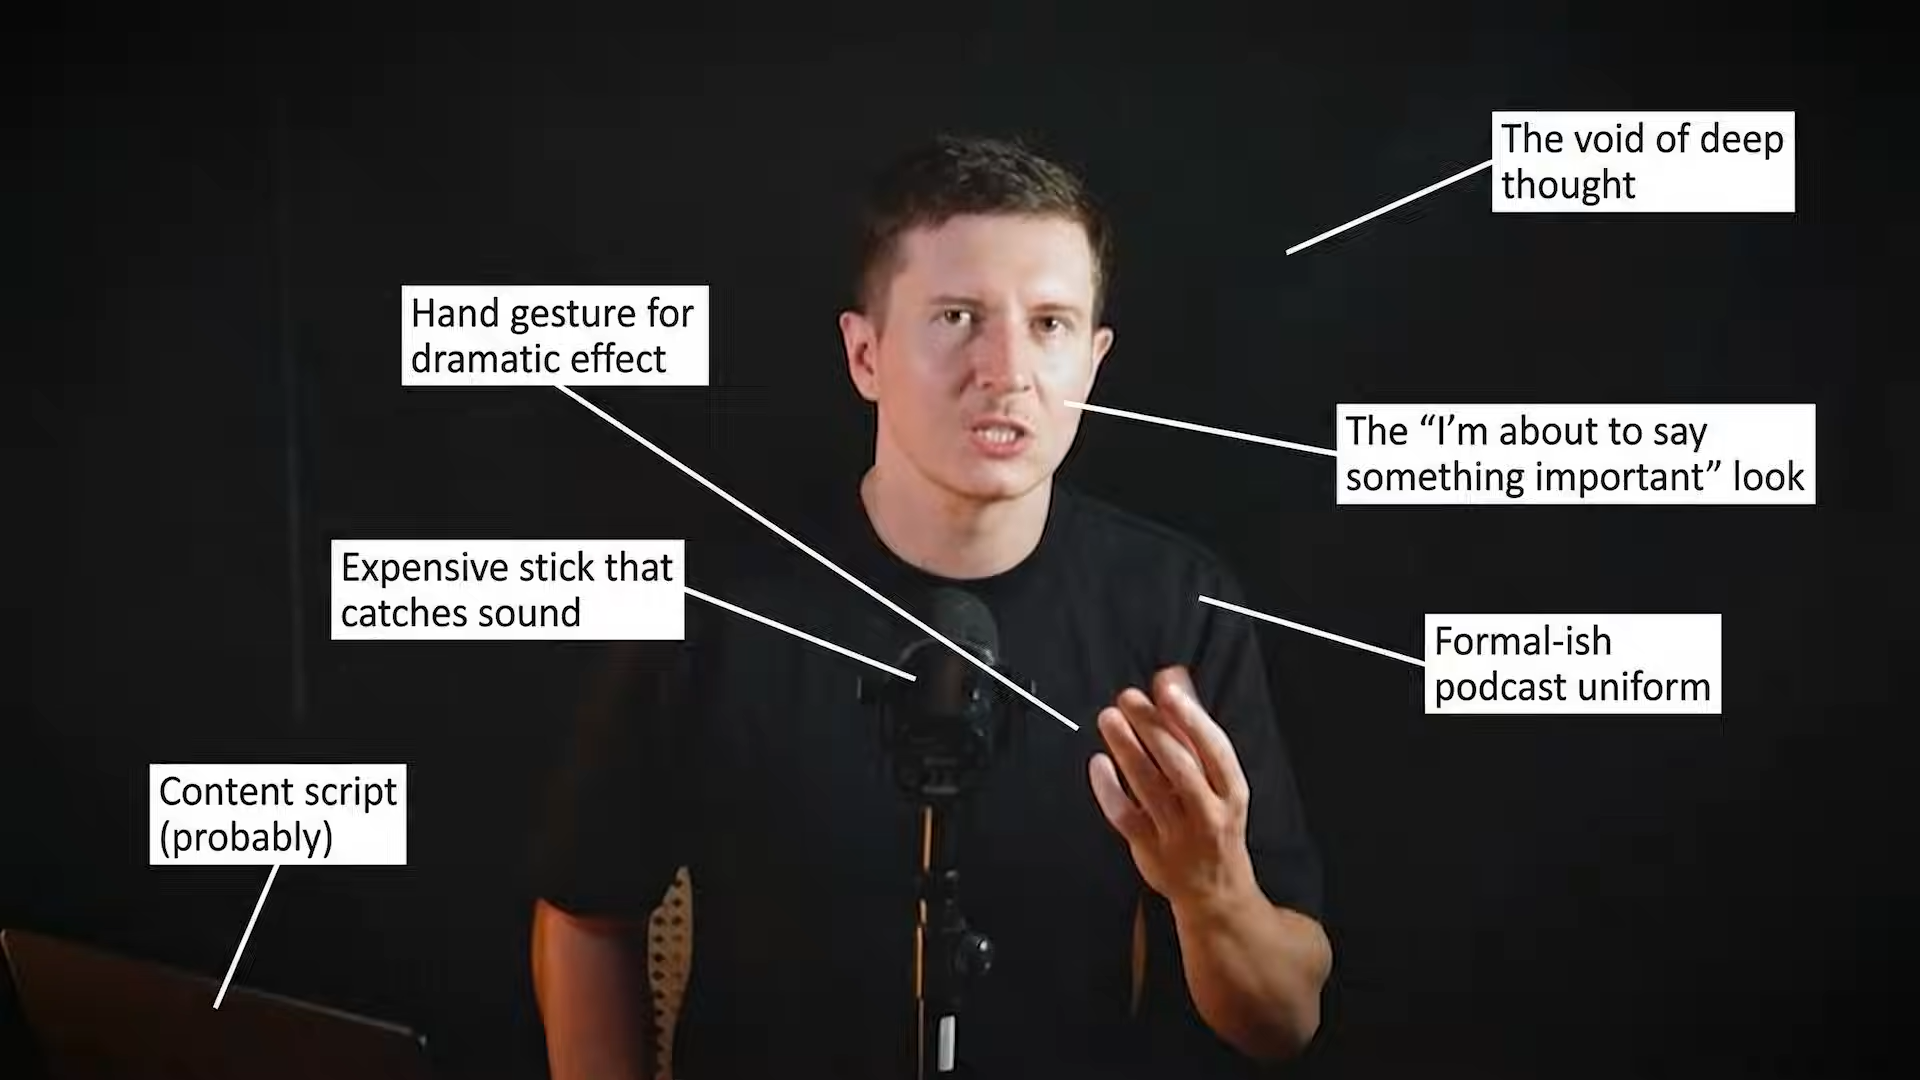 The void of deep
thought
Hand gesture for
dramatic effect
The “I’m about to say
something important” look
Expensive stick that
catches sound
Formal-ish
podcast uniform
Content script
(probably)